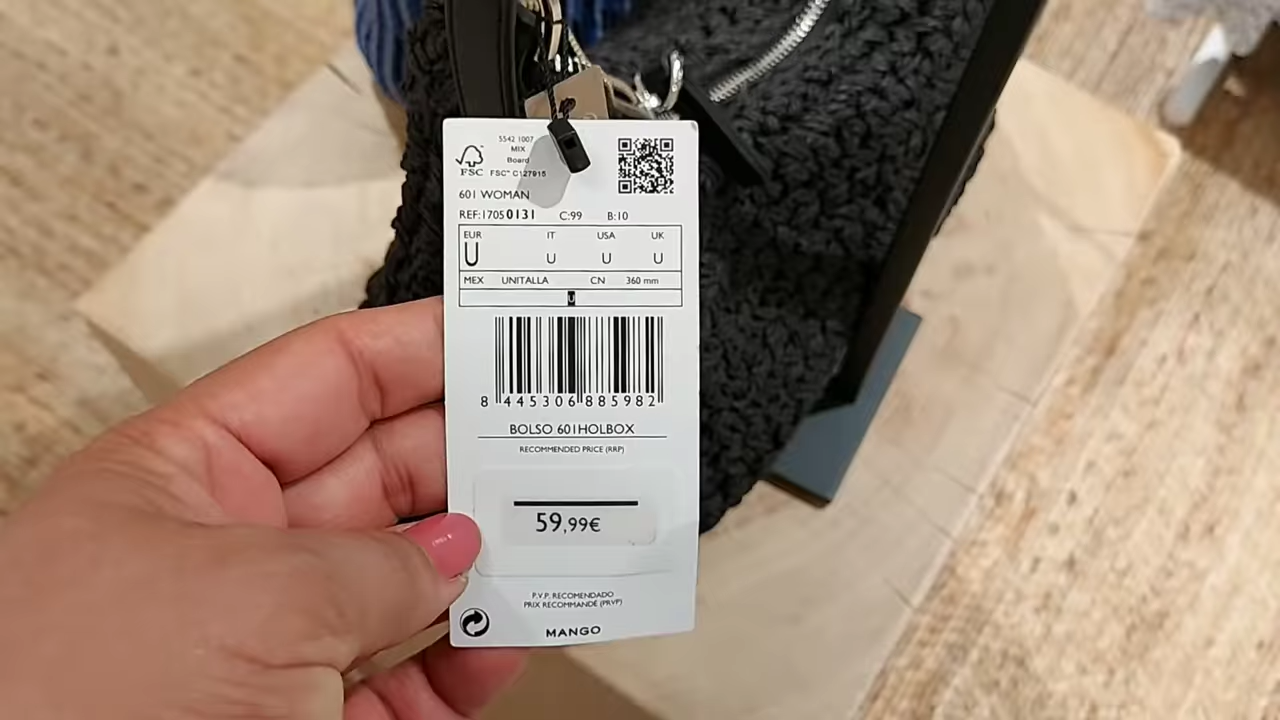 5542 1007
MIX
Board
FSC FSC™ C127915
601 WOMAN
REF:17050131 C:99 B:10
EUR IT USA UK
U U U U
MEX UNITALLA CN 360 mm
U
8 445306 885982
BOLSO 601HOLBOX
RECOMMENDED PRICE (RRP)
59,99€
P.V.P. RECOMENDADO
PRIX RECOMMANDÉ (PRVP)
MANGO